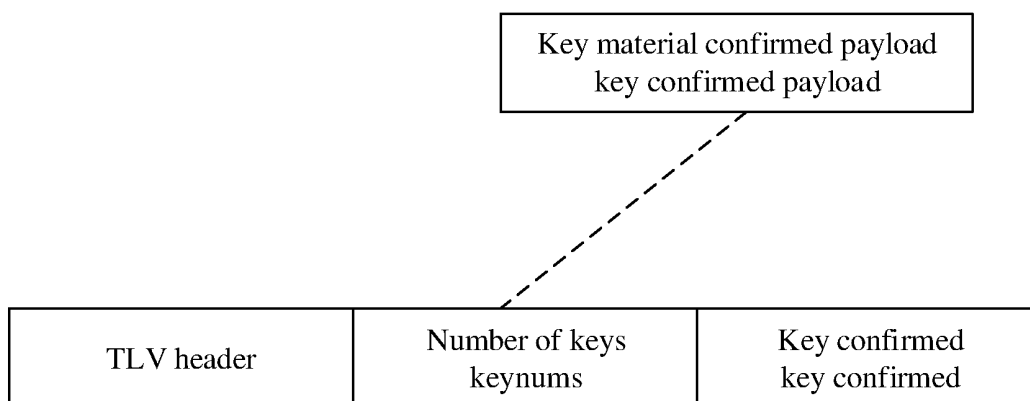 Key material confirmed payload
key confirmed payload
TLV header
Number of keys
keynums
Key confirmed
key confirmed